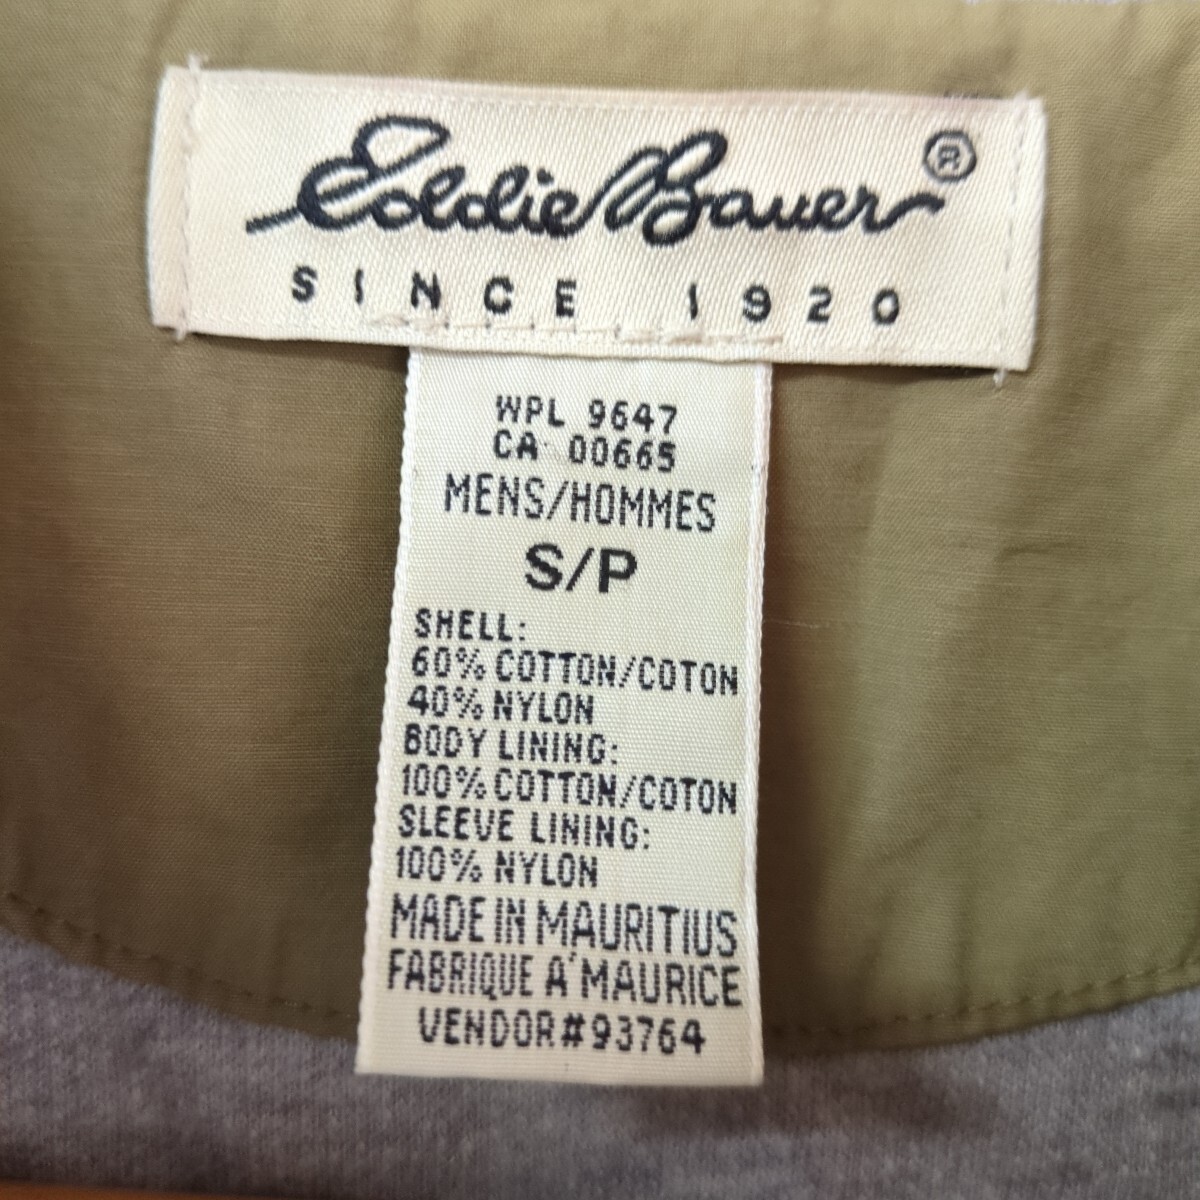 Eddie Bauer®
SINCE 1920
WPL 9647
CA 00665
MENS/HOMMES
S/P
SHELL:
60% COTTON/COTON
40% NYLON
BODY LINING:
100% COTTON/COTON
SLEEVE LINING:
100% NYLON
MADE IN MAURITIUS
FABRIQUE A' MAURICE
VENDOR#93764